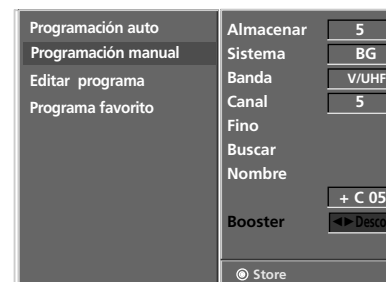 Programación auto
Programación manual
Editar programa
Programa favorito
Almacenar 5
Sistema BG
Banda V/UHF
Canal 5
Fino
Buscar
Nombre
+ C 05
Booster ◀▶Desco
Store